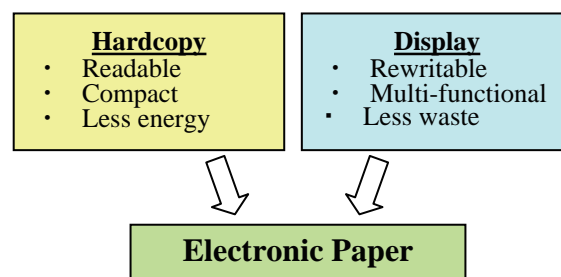 Hardcopy
· Readable
· Compact
· Less energy
Display
· Rewritable
· Multi-functional
▪ Less waste
Electronic Paper